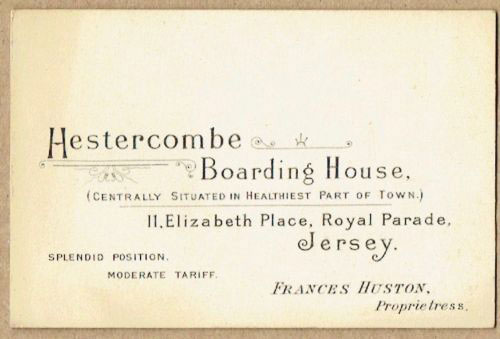 Hestercombe
Boarding House,
(Centrally Situated in Healthiest Part of Town.)
11, Elizabeth Place, Royal Parade,
Jersey.
SPLENDID POSITION.
MODERATE TARIFF.
Frances Huston,
Proprietress.